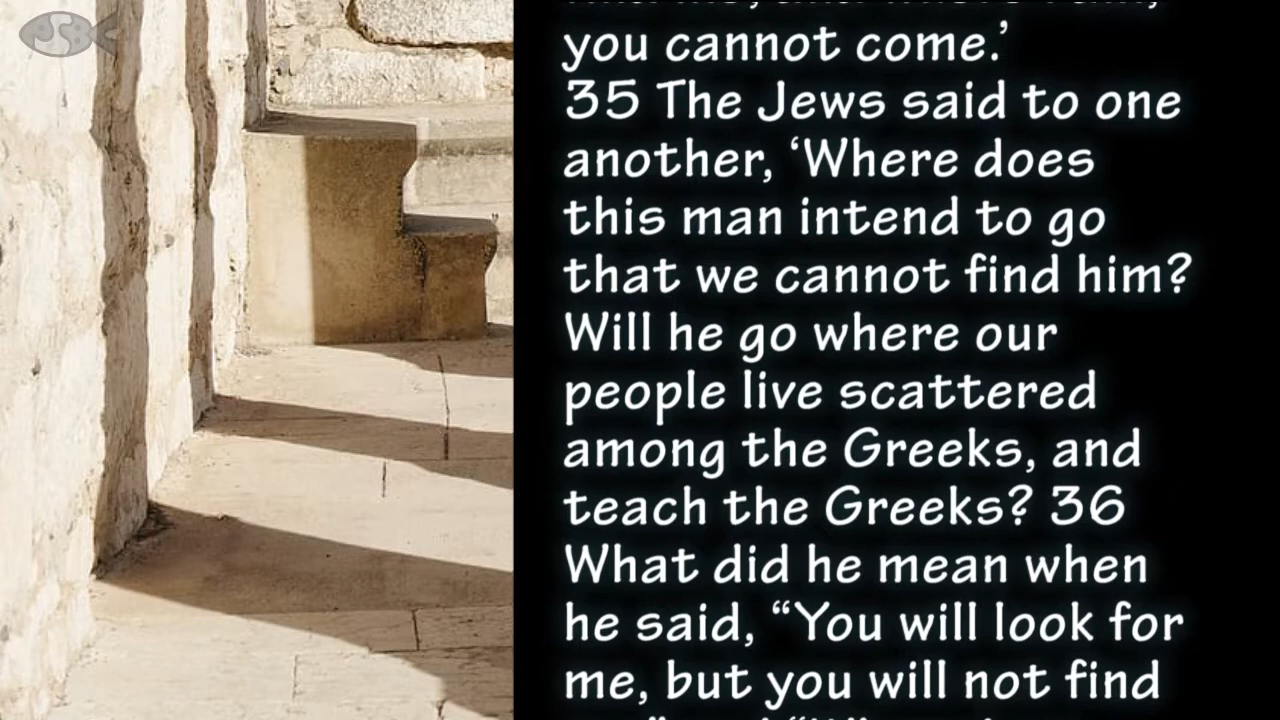 you cannot come.’
35 The Jews said to one
another, ‘Where does
this man intend to go
that we cannot find him?
Will he go where our
people live scattered
among the Greeks, and
teach the Greeks? 36
What did he mean when
he said, “You will look for
me, but you will not find